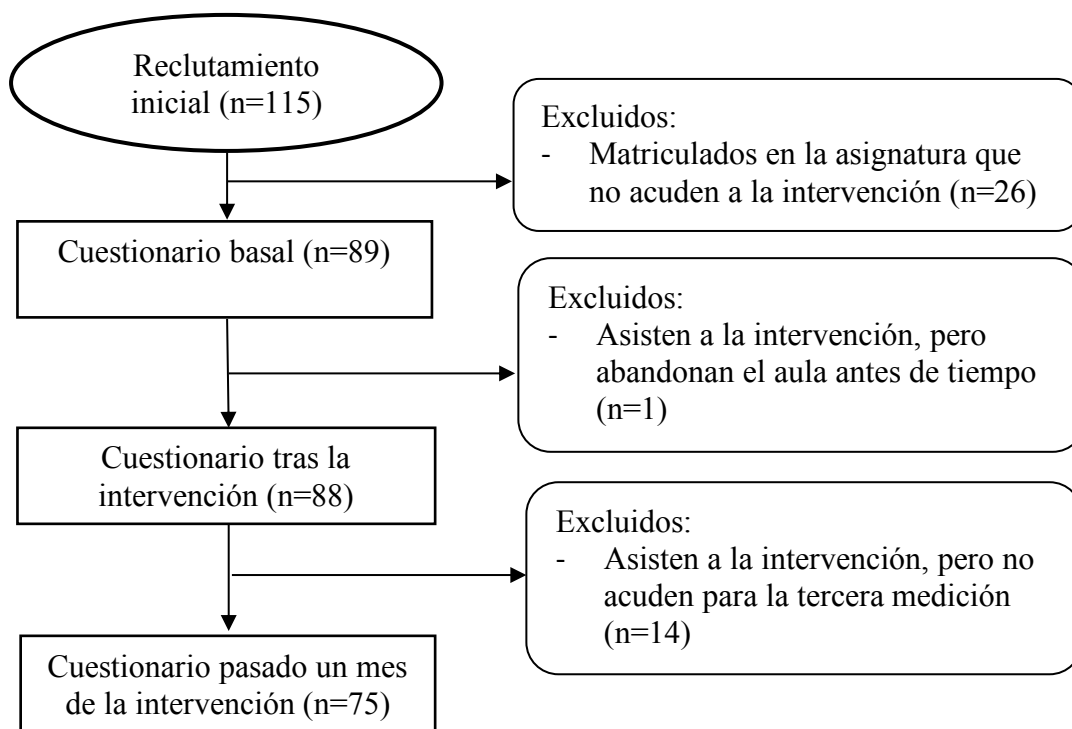 Reclutamiento
inicial (n=115)
Excluidos:
- Matriculados en la asignatura que
no acuden a la intervención (n=26)
Cuestionario basal (n=89)
Excluidos:
- Asisten a la intervención, pero
abandonan el aula antes de tiempo
(n=1)
Cuestionario tras la
intervención (n=88)
Excluidos:
- Asisten a la intervención, pero no
acuden para la tercera medición
(n=14)
Cuestionario pasado un mes
de la intervención (n=75)